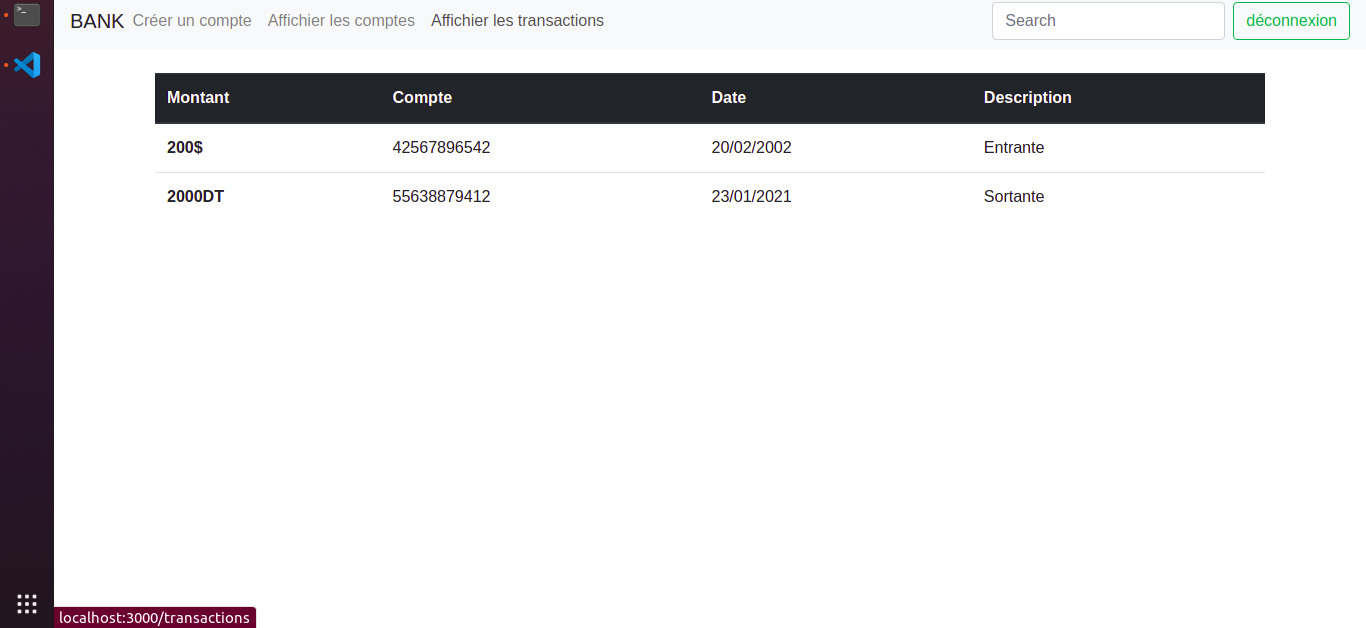 BANK Créer un compte Affichier les comptes Affichier les transactions Search déconnexion
Montant Compte Date Description
200$ 42567896542 20/02/2002 Entrante
2000DT 55638879412 23/01/2021 Sortante
localhost:3000/transactions